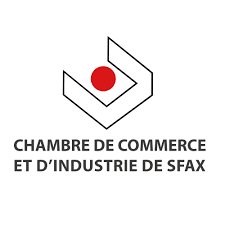 CHAMBRE DE COMMERCE
ET D'INDUSTRIE DE SFAX